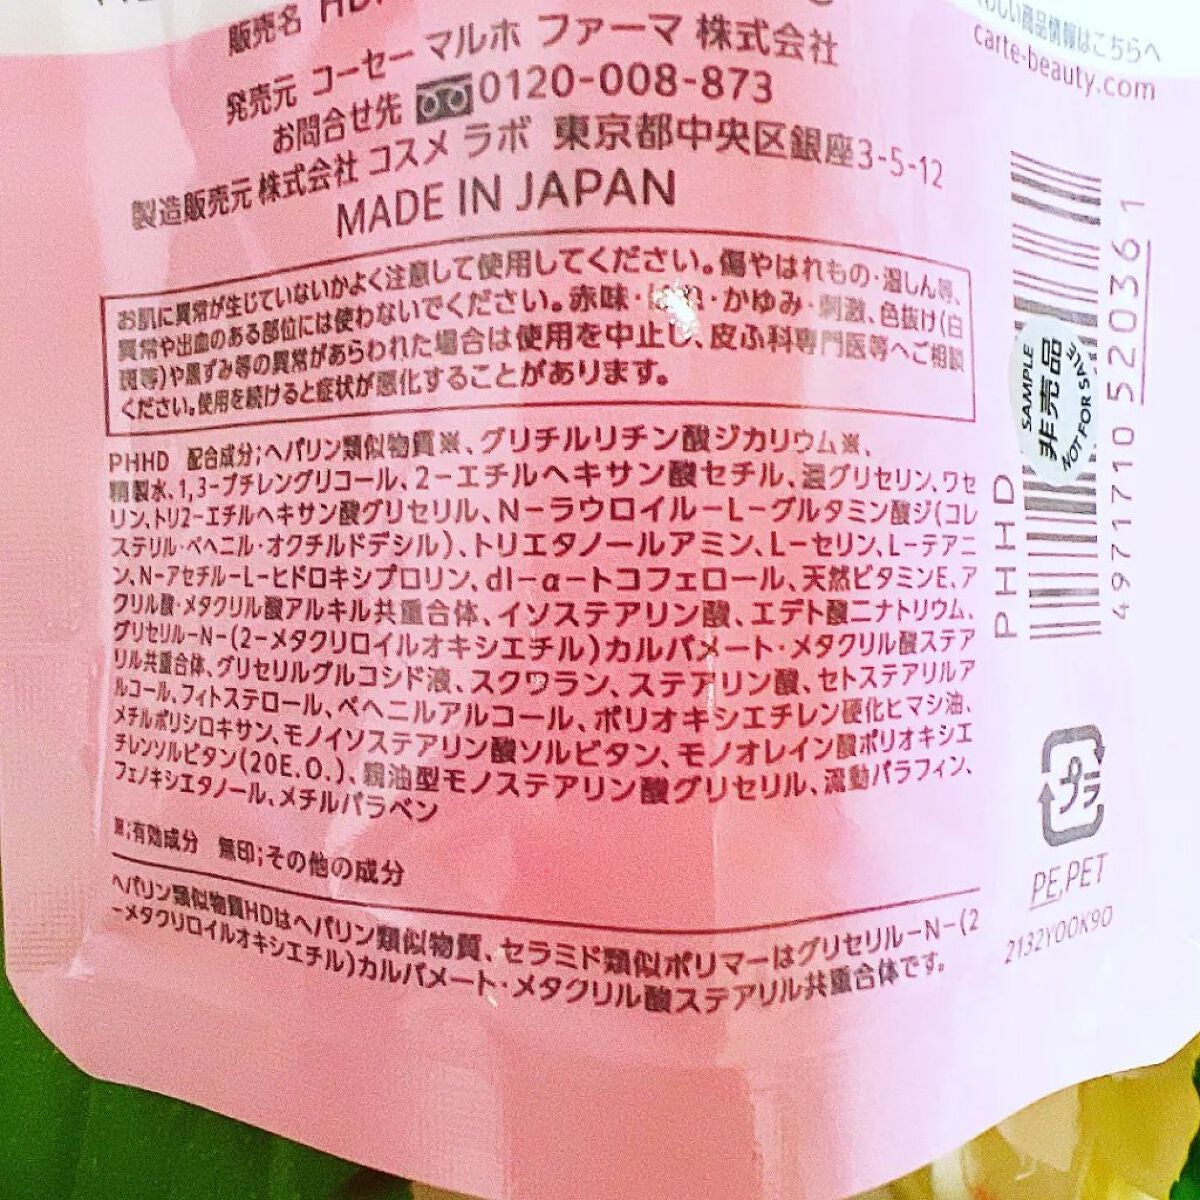 販売名
発売元 コーセー マルホ ファーマ 株式会社
お問合せ先 0120-008-873
製造販売元 株式会社 コスメ ラボ 東京都中央区銀座3-5-12
MADE IN JAPAN
しい商品情報はこちらへ
carte-beauty.com
お肌に異常が生じていないかよく注意して使用してください。傷やはれもの・湿しん等、
異常や出血のある部位には使わないでください。赤味・・かゆみ・刺激、色抜け(白
斑等)や黒ずみ等の異常があらわれた場合は使用を中止し、皮ふ科専門医等へご相談
ください。使用を続けると症状が悪化することがあります。
PHHD 配合成分;ヘパリン類似物質※、グリチルリチン酸ジカリウム※、
精製水、1,3-ブチレングリコール、2-エチルヘキサン酸セチル、濃グリセリン、ワセ
リン、トリ2-エチルヘキサン酸グリセリル、N-ラウロイル-L-グルタミン酸ジ(コレ
ステリル・ベヘニル・オクチルドデシル)、トリエタノールアミン、L-セリン、L-テアニ
ン、N-アセチル-L-ヒドロキシプロリン、dl-α-トコフェロール、天然ビタミンE、ア
クリル酸・メタクリル酸アルキル共重合体、イソステアリン酸、エデト酸二ナトリウム、
グリセリル-N-(2-メタクリロイルオキシエチル)カルバメート・メタクリル酸ステア
リル共重合体、グリセリルグルコシド液、スクワラン、ステアリン酸、セトステアリルア
ルコール、フィトステロール、ベヘニルアルコール、ポリオキシエチレン硬化ヒマシ油、
メチルポリシロキサン、モノイソステアリン酸ソルビタン、モノオレイン酸ポリオキシエ
チレンソルビタン(20E.O.)、親油型モノステアリン酸グリセリル、流動パラフィン、
フェノキシエタノール、メチルパラベン
※;有効成分 無印;その他の成分
ヘパリン類似物質HDはヘパリン類似物質、セラミド類似ポリマーはグリセリル-N-(2
-メタクリロイルオキシエチル)カルバメート・メタクリル酸ステアリル共重合体です。
PHHD
SAMPLE
非売品
NOT FOR SALE
4 971710 520361
プラ
PE,PET
2132Y00K90